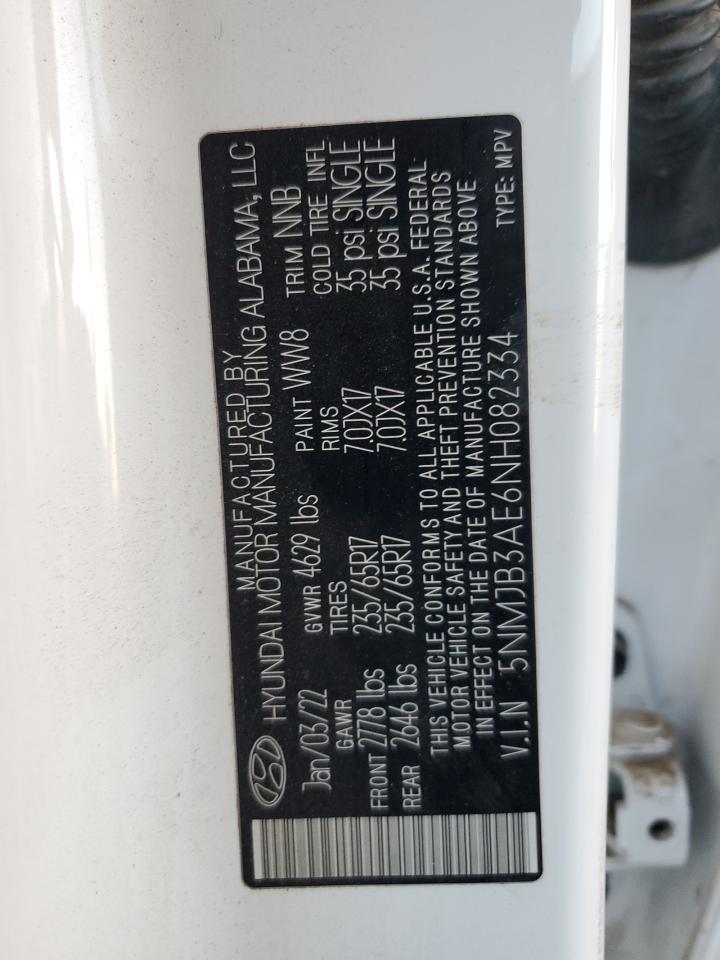 MANUFACTURED BY
HYUNDAI MOTOR MANUFACTURING ALABAMA, LLC
Jan/03/22 GVWR 4629 lbs PAINT WW8 TRIM NNB
GAWR TIRES RIMS COLD TIRE INFL
FRONT 2778 lbs 235/65R17 7.0JX17 35 psi SINGLE
REAR 2646 lbs 235/65R17 7.0JX17 35 psi SINGLE
THIS VEHICLE CONFORMS TO ALL APPLICABLE U.S.A. FEDERAL
MOTOR VEHICLE SAFETY AND THEFT PREVENTION STANDARDS
IN EFFECT ON THE DATE OF MANUFACTURE SHOWN ABOVE
V.I.N 5NMJB3AE6NH082334 TYPE: MPV